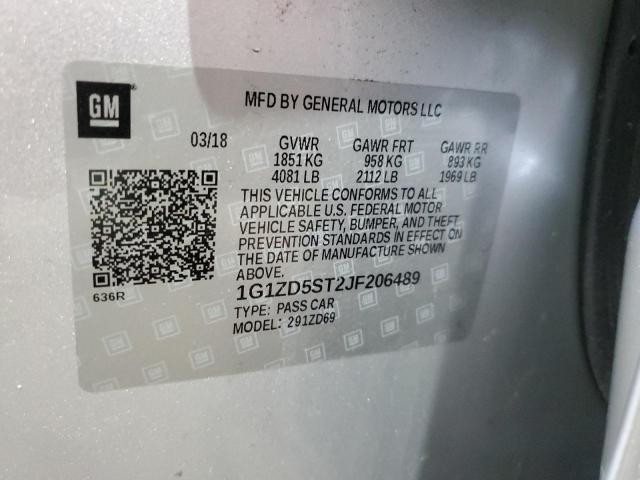 GM
MFD BY GENERAL MOTORS LLC
03/18 GVWR GAWR FRT GAWR RR
1851 KG 958 KG 893 KG
4081 LB 2112 LB 1969 LB
THIS VEHICLE CONFORMS TO ALL
APPLICABLE U.S. FEDERAL MOTOR
VEHICLE SAFETY, BUMPER, AND THEFT
PREVENTION STANDARDS IN EFFECT ON
THE DATE OF MANUFACTURE SHOWN
ABOVE.
636R
1G1ZD5ST2JF206489
TYPE: PASS CAR
MODEL: 291ZD69